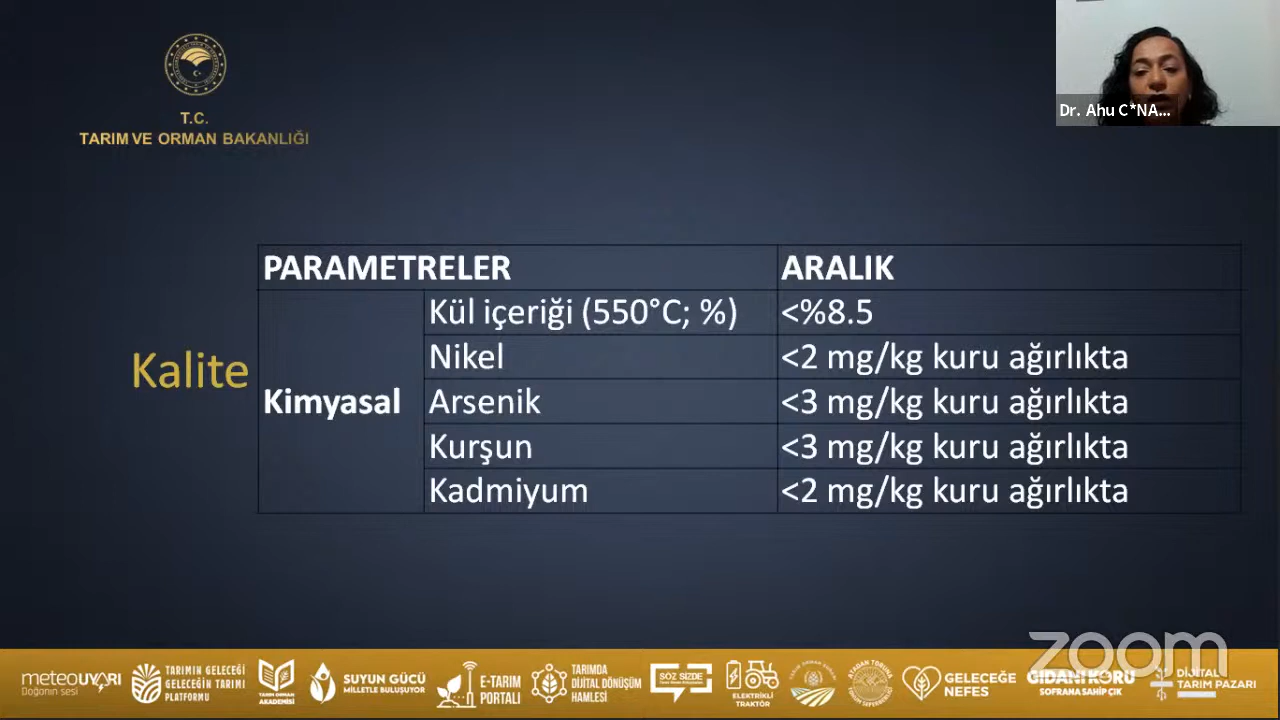 T.C.
TARIM VE ORMAN BAKANLIĞI
Dr. Ahu C*NA...
PARAMETRELER ARALIK
Kalite
Kimyasal
Kül içeriği (550°C; %) <%8.5
Nikel <2 mg/kg kuru ağırlıkta
Arsenik <3 mg/kg kuru ağırlıkta
Kurşun <3 mg/kg kuru ağırlıkta
Kadmiyum <2 mg/kg kuru ağırlıkta
zoom
meteoUYARI
Doğanın sesi
TARIMIN GELECEĞİ
GELECEĞİN TARIMI
PLATFORMU
TARIM ORMAN
AKADEMİSİ
SUYUN GÜCÜ
MİLLETLE BULUŞUYOR
E-TARIM
PORTALI
TARIMDA
DİJİTAL DÖNÜŞÜM
HAMLESİ
SÖZ SİZDE
ELEKTRİKLİ
TRAKTÖR
GELECEĞE
NEFES
GIDANI KORU
SOFRANA SAHİP ÇIK
DİJİTAL
TARIM PAZARI